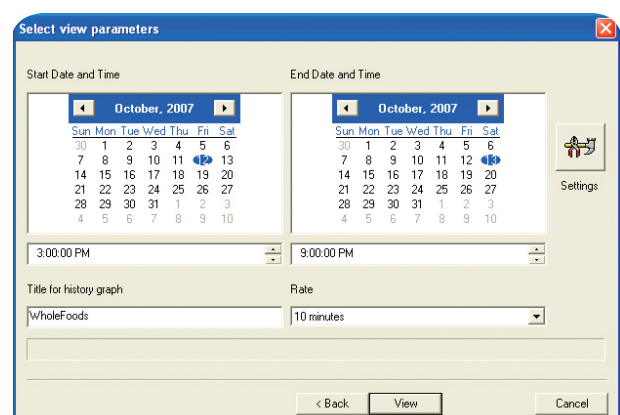 Select view parameters
Start Date and Time
October, 2007
Sun Mon Tue Wed Thu Fri Sat
30 1 2 3 4 5 6
7 8 9 10 11 12 13
14 15 16 17 18 19 20
21 22 23 24 25 26 27
28 29 30 31 1 2 3
4 5 6 7 8 9 10
3:00:00 PM
End Date and Time
October, 2007
Sun Mon Tue Wed Thu Fri Sat
30 1 2 3 4 5 6
7 8 9 10 11 12 13
14 15 16 17 18 19 20
21 22 23 24 25 26 27
28 29 30 31 1 2 3
4 5 6 7 8 9 10
9:00:00 PM
Settings
Title for history graph
WholeFoods
Rate
10 minutes
< Back
View
Cancel